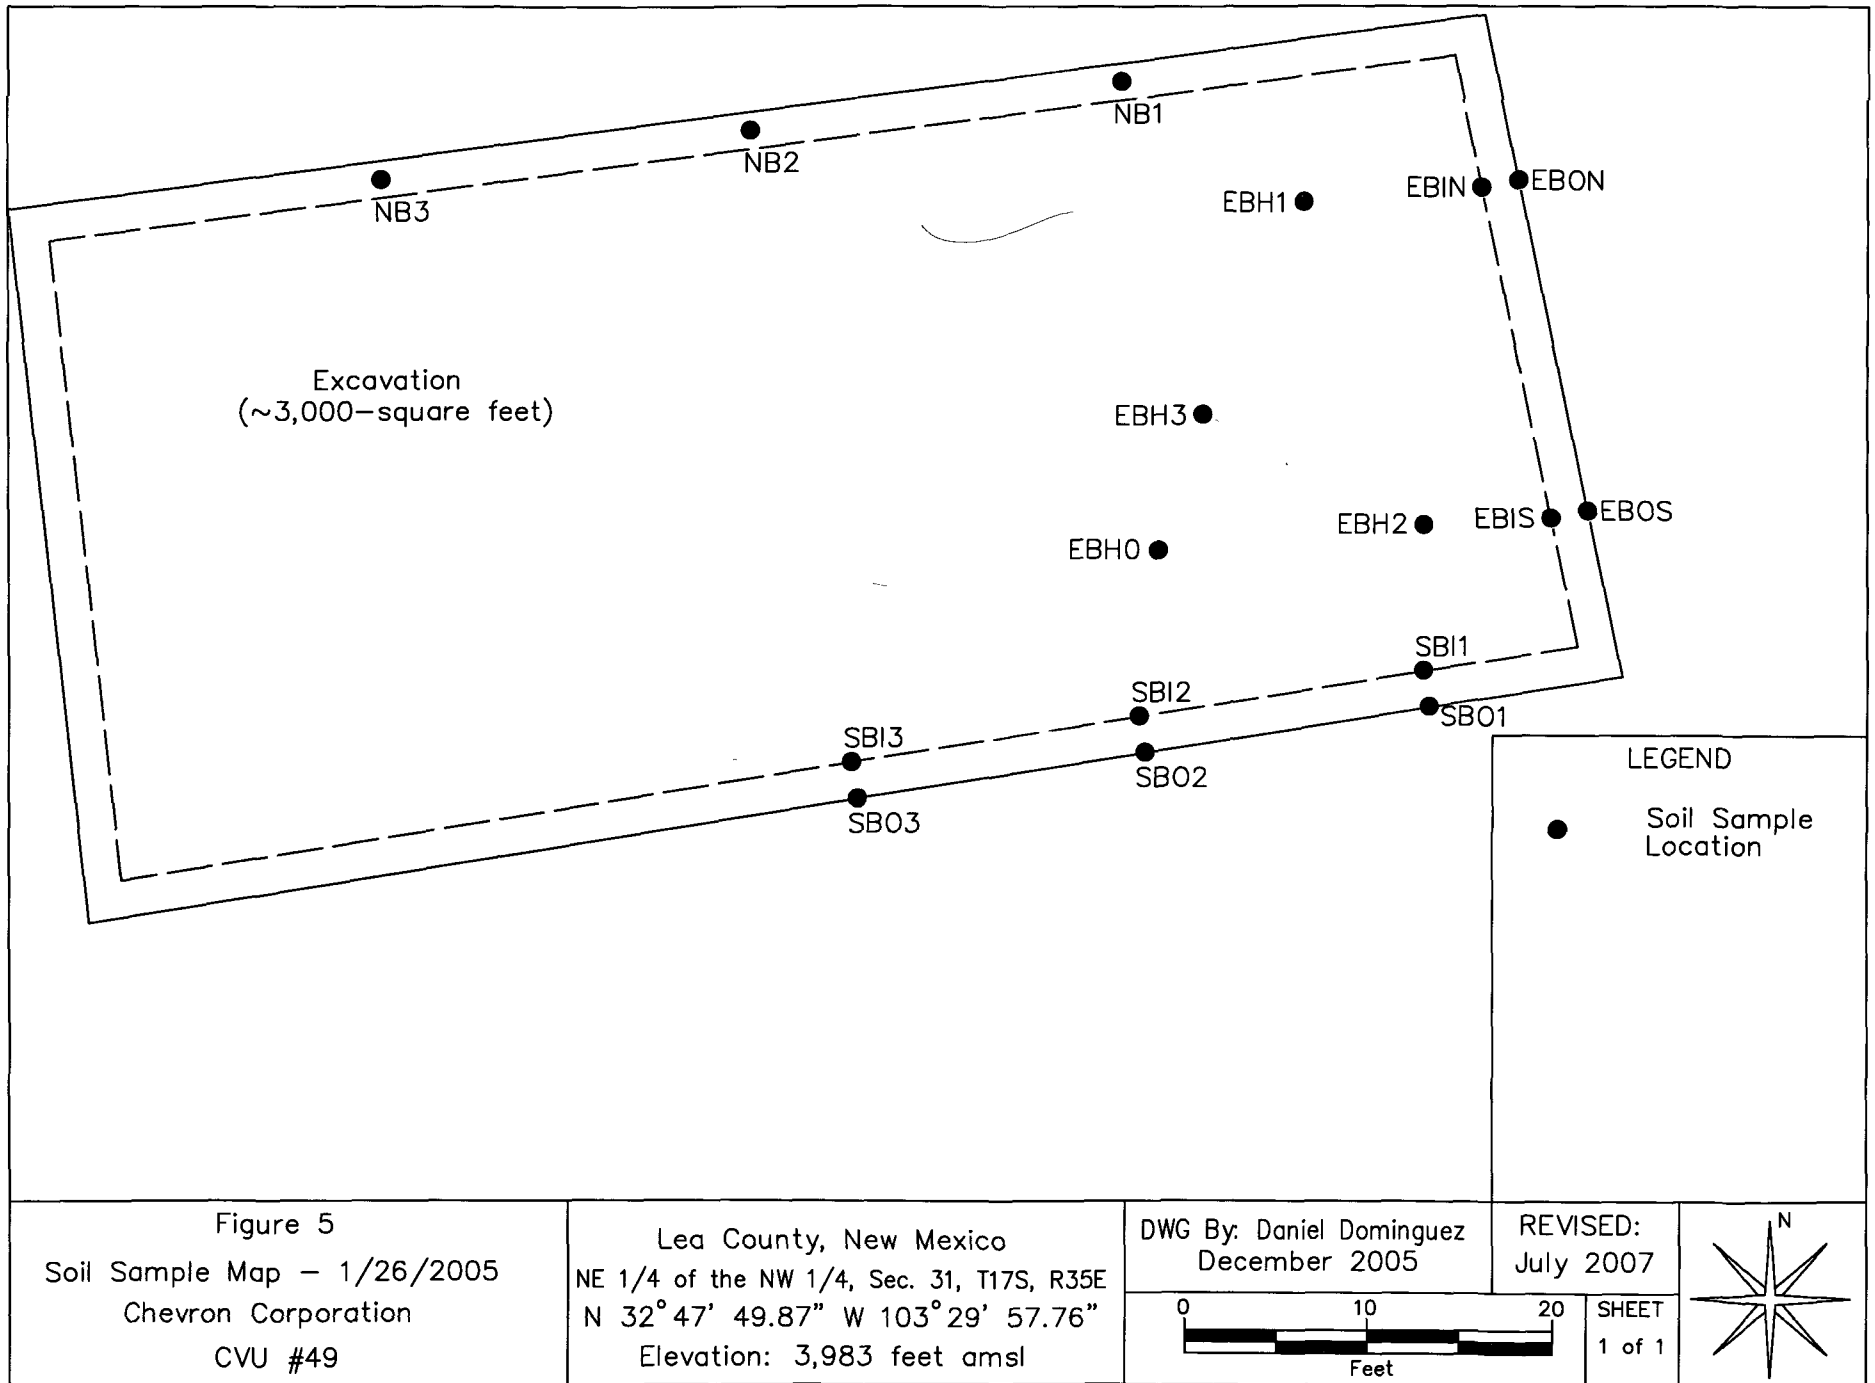 NB1
NB2
NB3
EBIN
EBON
EBH1
Excavation
(~3,000-square feet)
EBH3
EBH2
EBIS
EBOS
EBH0
SBI1
SBO1
SBI2
SBO2
SBI3
SBO3
LEGEND
Soil Sample
Location
Figure 5
Soil Sample Map – 1/26/2005
Chevron Corporation
CVU #49
Lea County, New Mexico
NE 1/4 of the NW 1/4, Sec. 31, T17S, R35E
N 32° 47' 49.87" W 103° 29' 57.76"
Elevation: 3,983 feet amsl
DWG By: Daniel Dominguez
December 2005
REVISED:
July 2007
0 10 20
Feet
SHEET
1 of 1
N